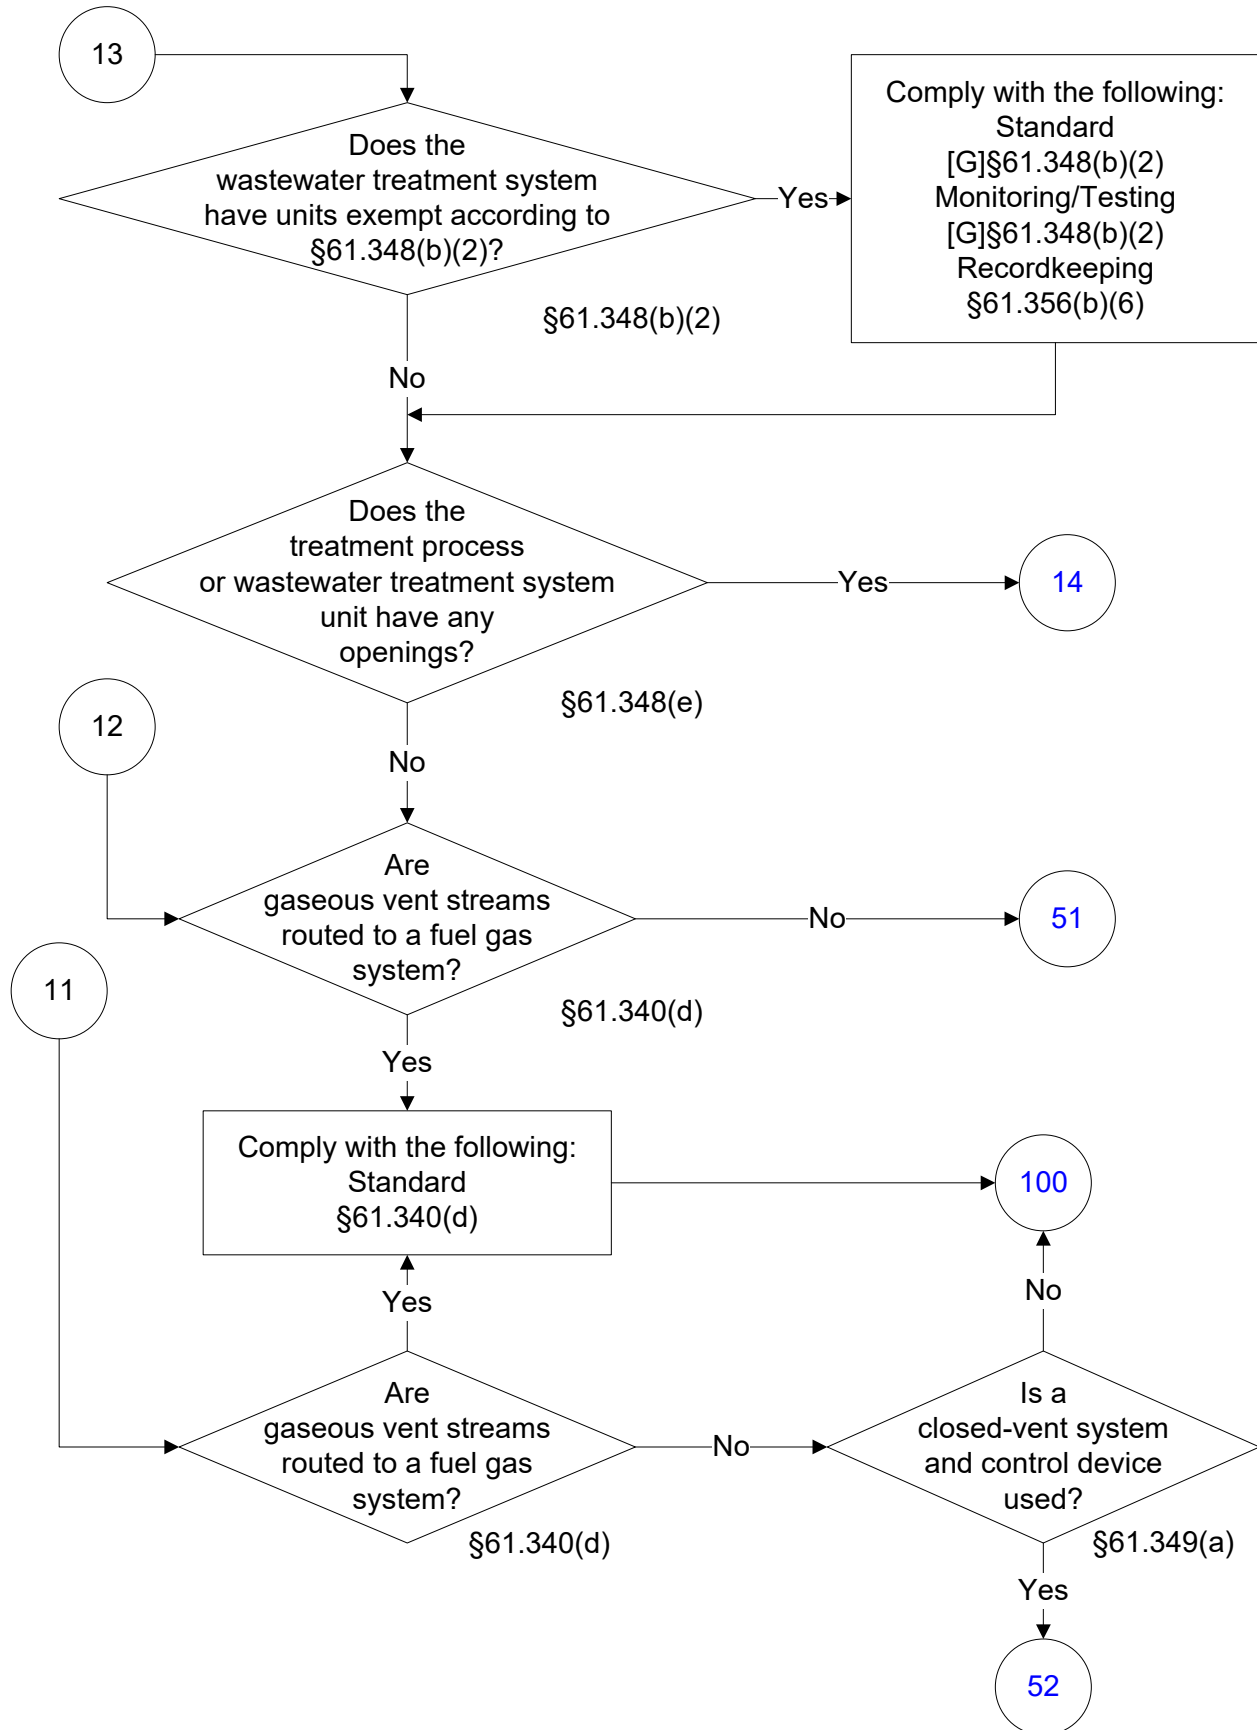 13
Does the
wastewater treatment system
have units exempt according to
§61.348(b)(2)?
Yes
Comply with the following:
Standard
[G]§61.348(b)(2)
Monitoring/Testing
[G]§61.348(b)(2)
Recordkeeping
§61.356(b)(6)
§61.348(b)(2)
No
Does the
treatment process
or wastewater treatment system
unit have any
openings?
Yes
14
§61.348(e)
12
No
Are
gaseous vent streams
routed to a fuel gas
system?
No
51
11
§61.340(d)
Yes
Comply with the following:
Standard
§61.340(d)
100
Yes
No
Are
gaseous vent streams
routed to a fuel gas
system?
No
Is a
closed-vent system
and control device
used?
§61.340(d)
§61.349(a)
Yes
52